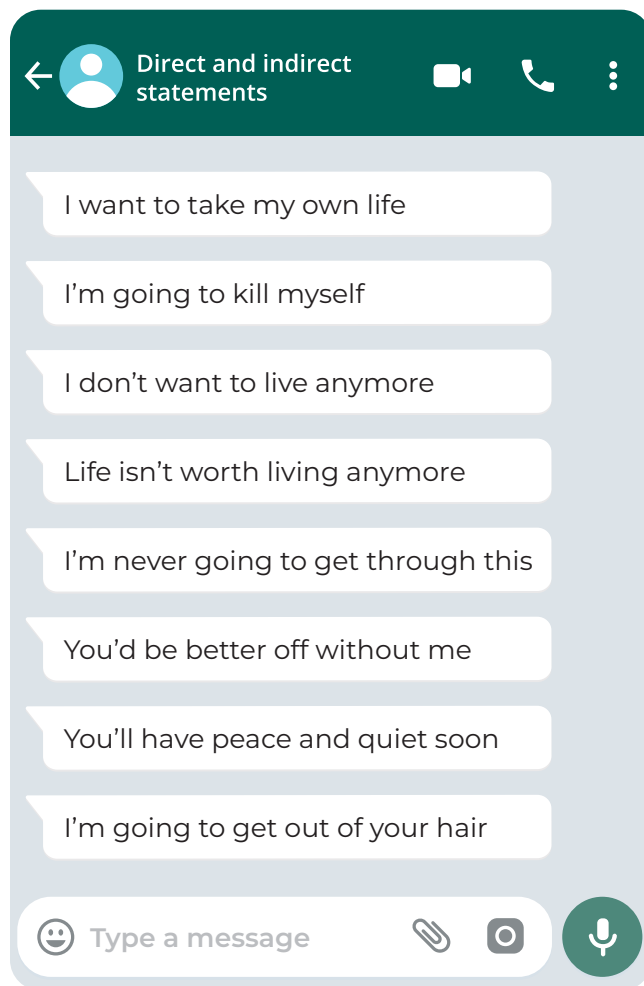 Direct and indirect
statements
I want to take my own life
I’m going to kill myself
I don’t want to live anymore
Life isn’t worth living anymore
I’m never going to get through this
You’d be better off without me
You’ll have peace and quiet soon
I’m going to get out of your hair
Type a message